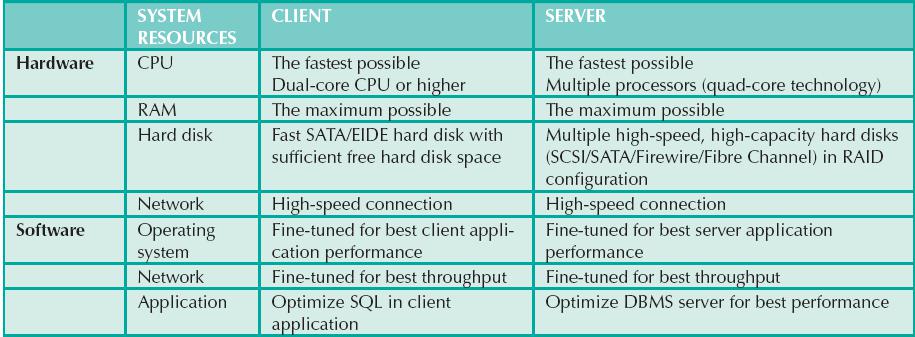 SYSTEM RESOURCES CLIENT SERVER
Hardware CPU The fastest possible The fastest possible
Dual-core CPU or higher Multiple processors (quad-core technology)
RAM The maximum possible The maximum possible
Hard disk Fast SATA/EIDE hard disk with Multiple high-speed, high-capacity hard disks
sufficient free hard disk space (SCSI/SATA/Firewire/Fibre Channel) in RAID
configuration
Network High-speed connection High-speed connection
Software Operating Fine-tuned for best client appli- Fine-tuned for best server application
system cation performance performance
Network Fine-tuned for best throughput Fine-tuned for best throughput
Application Optimize SQL in client Optimize DBMS server for best performance
application